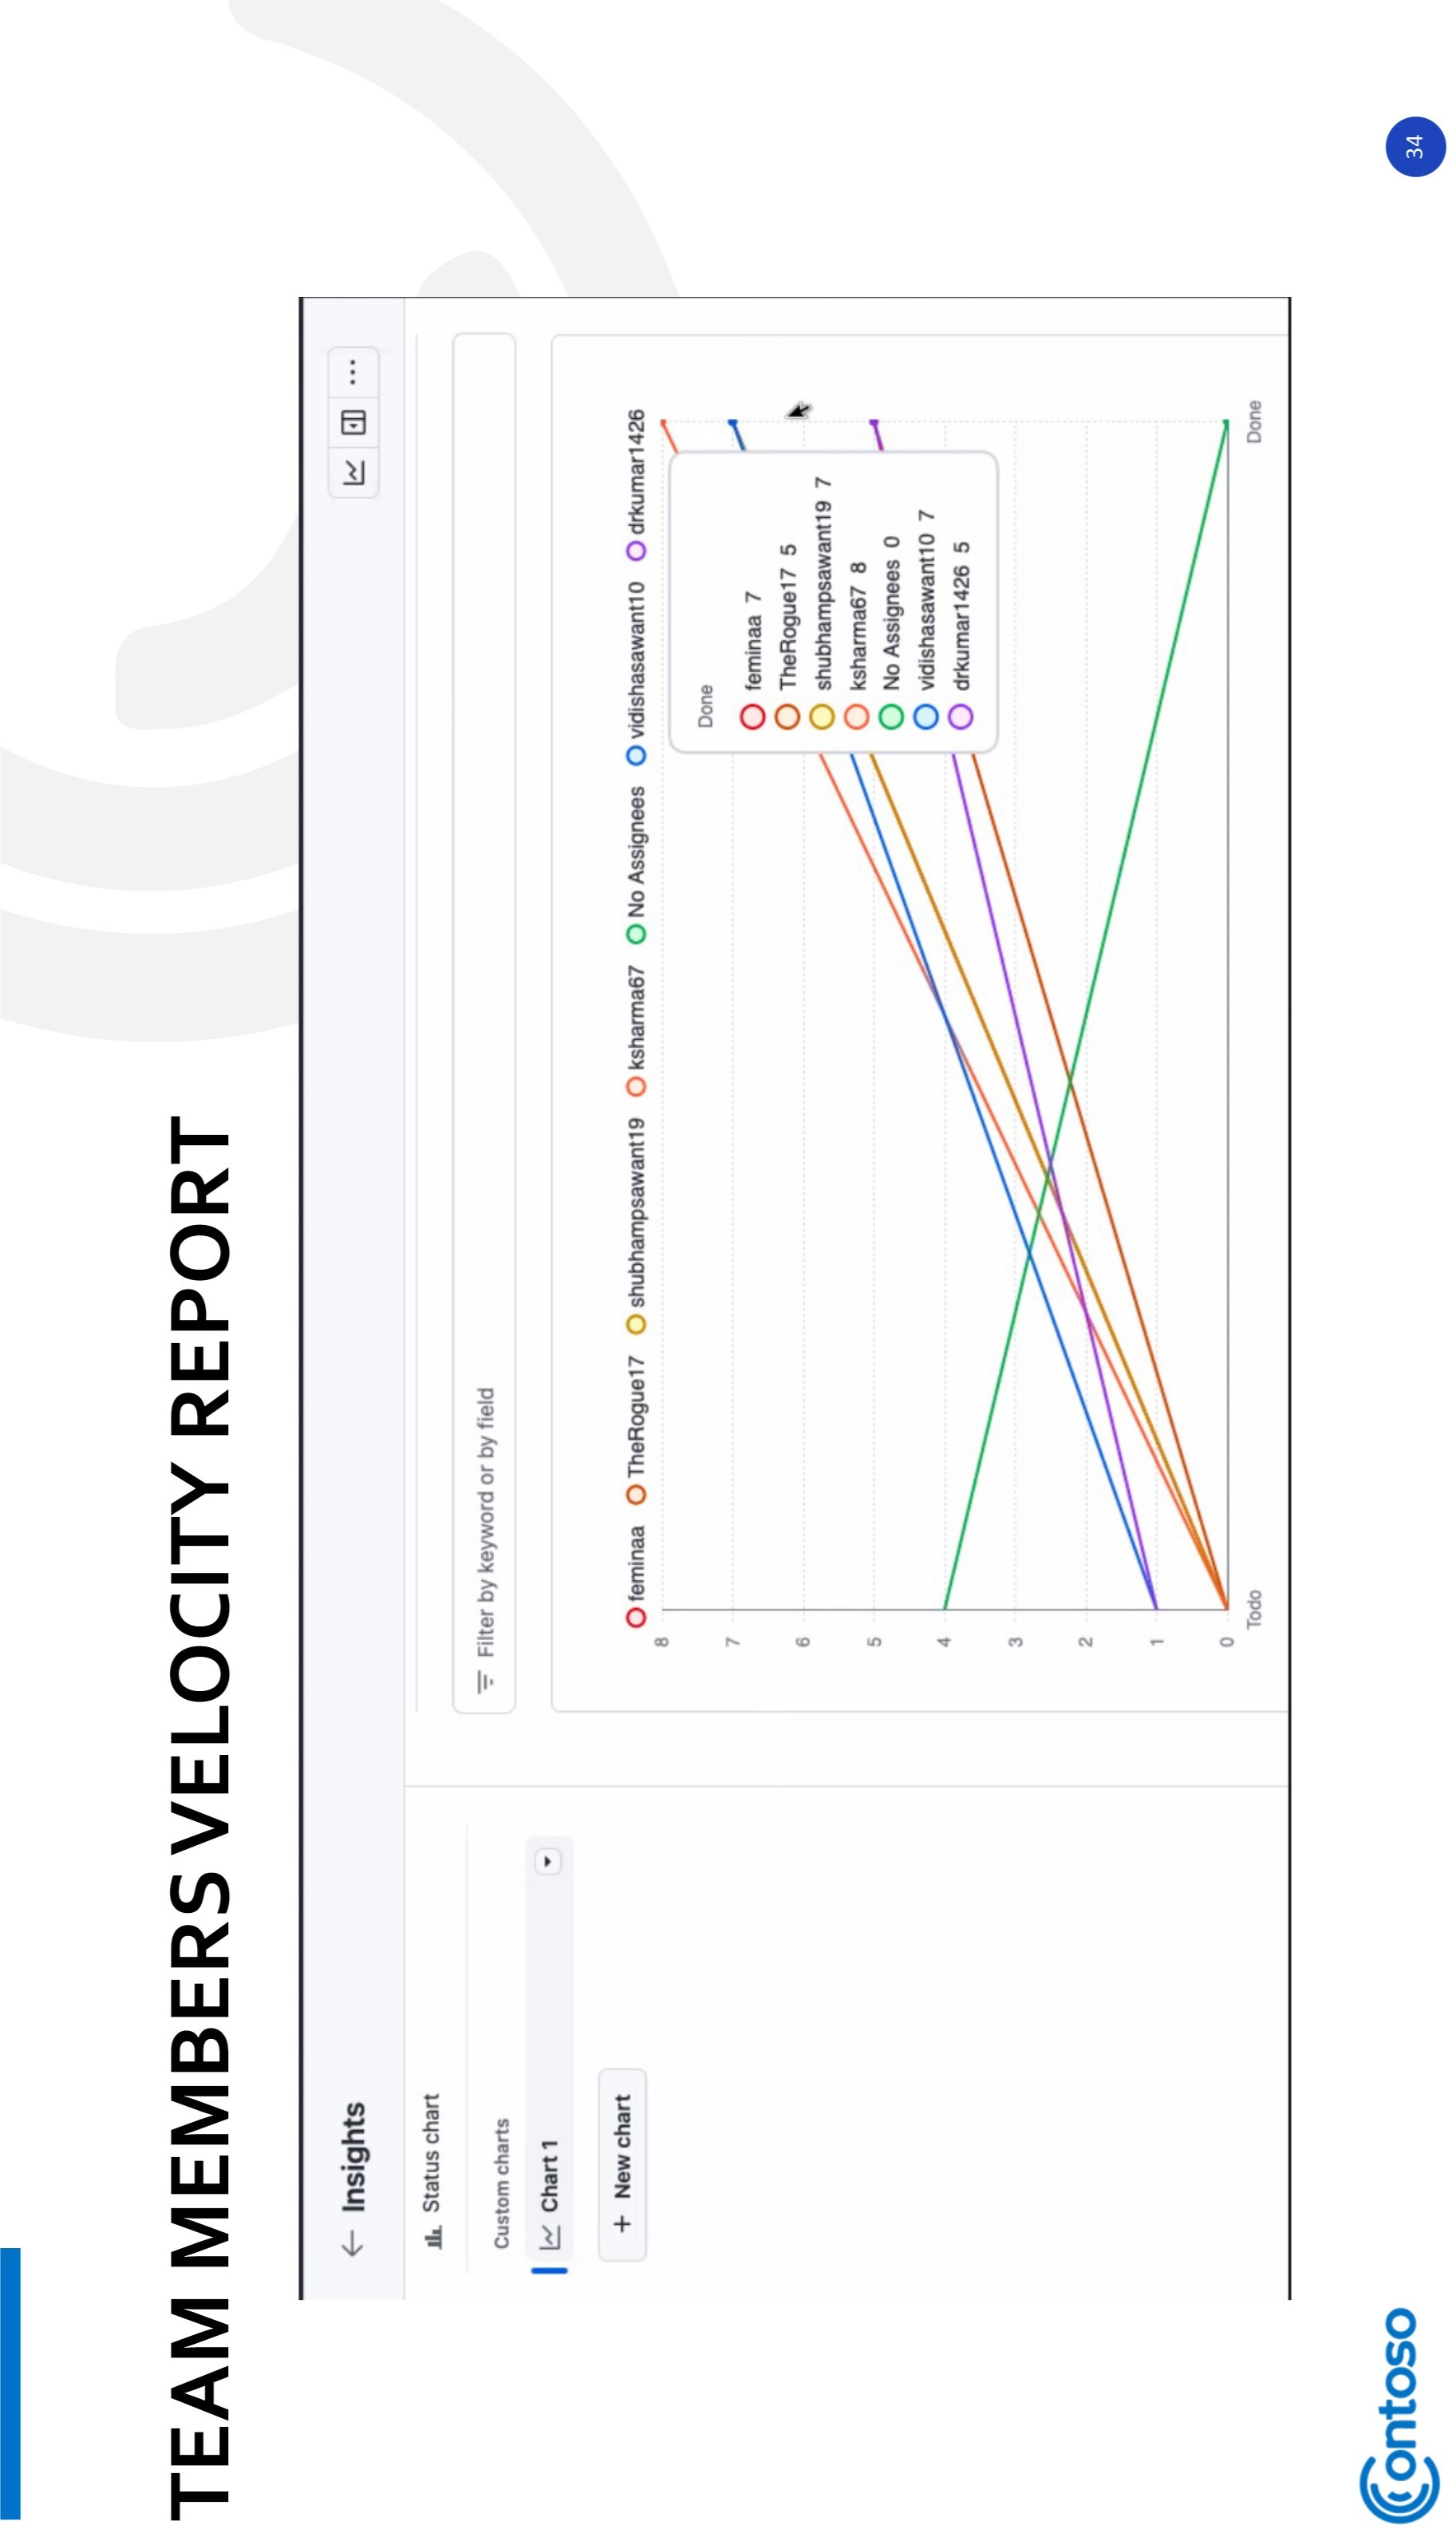 TEAM MEMBERS VELOCITY REPORT
Insights
Status chart
Custom charts
Chart 1
New chart
Filter by keyword or by field
feminaa TheRogue17 shubhampsawant19 ksharma67 No Assignees vidishasawant10 drkumar1426
8
7
6
5
4
3
2
1
0
Todo Done
Done
feminaa 7
TheRogue17 5
shubhampsawant19 7
ksharma67 8
No Assignees 0
vidishasawant10 7
drkumar1426 5
Contoso
34